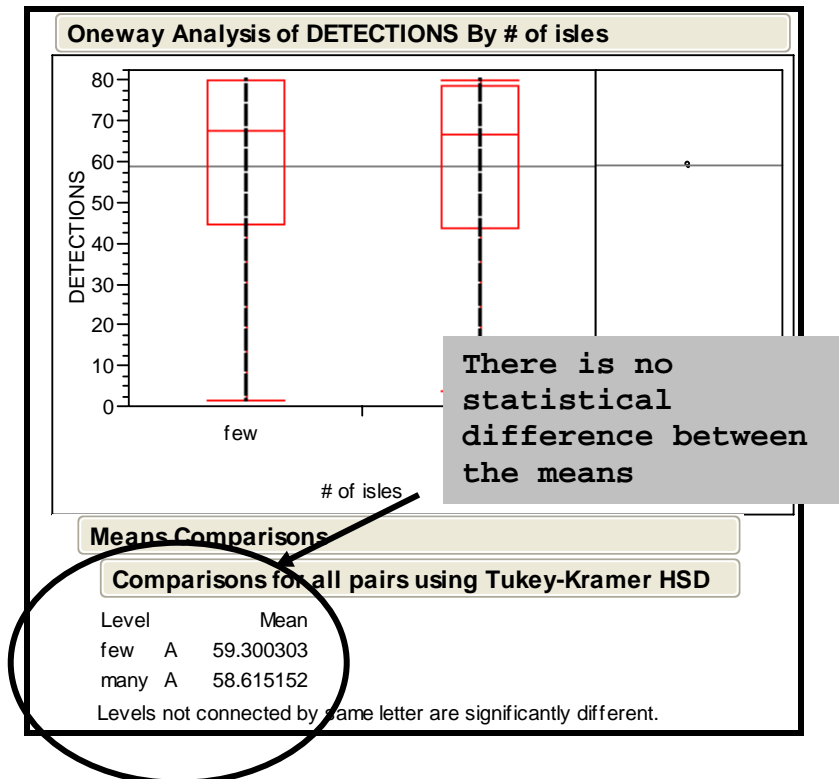 Oneway Analysis of DETECTIONS By # of isles
80
70
60
50
40
30
20
10
0
DETECTIONS
few
# of isles
There is no
statistical
difference between
the means
Means Comparisons
Comparisons for all pairs using Tukey-Kramer HSD
Level Mean
few A 59.300303
many A 58.615152
Levels not connected by same letter are significantly different.